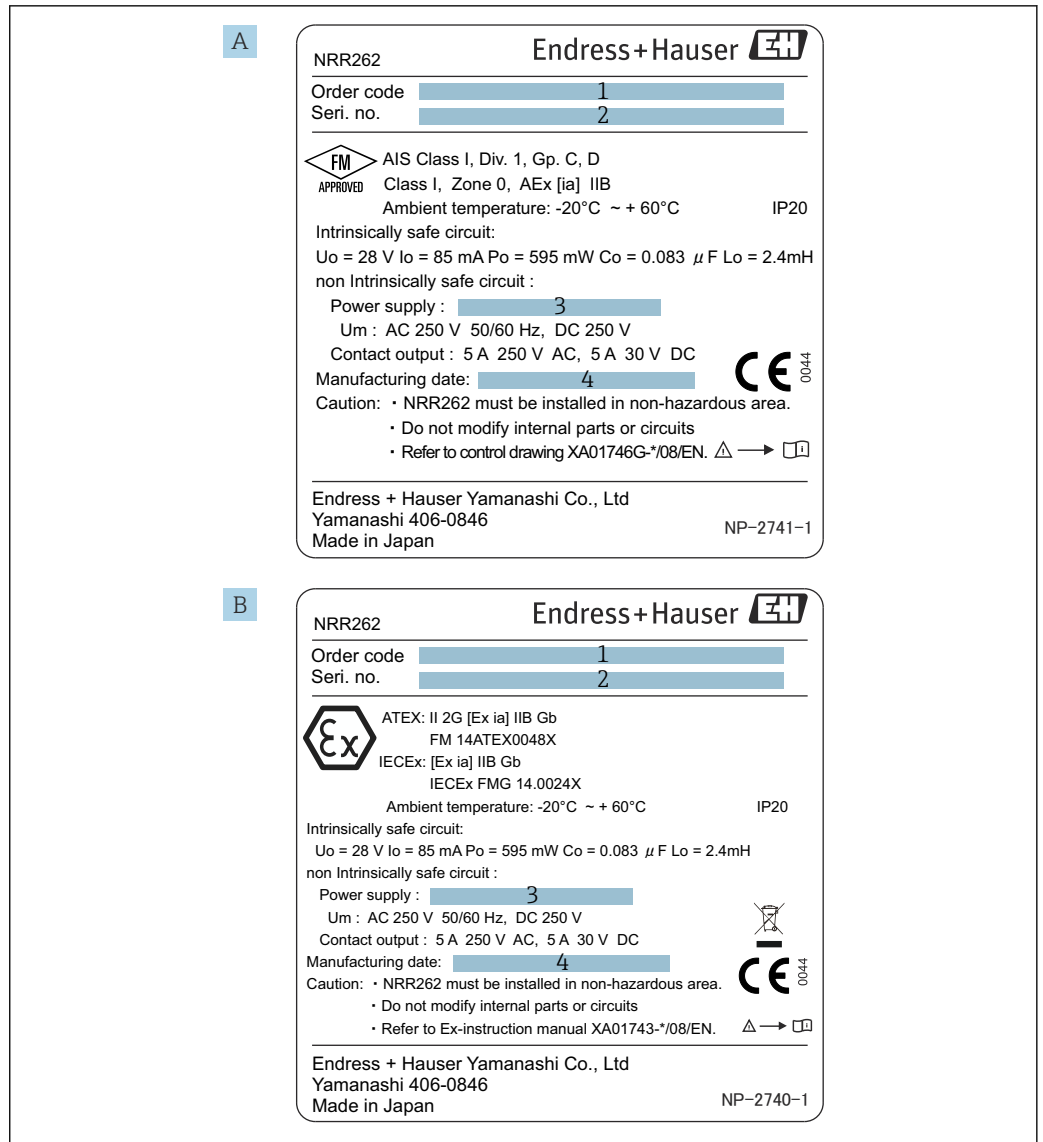 A
NRR262
Endress+Hauser EH
Order code 1
Seri. no. 2
FM APPROVED
AIS Class I, Div. 1, Gp. C, D
Class I, Zone 0, AEx [ia] IIB
Ambient temperature: -20°C ~ + 60°C IP20
Intrinsically safe circuit:
Uo = 28 V Io = 85 mA Po = 595 mW Co = 0.083 μ F Lo = 2.4mH
non Intrinsically safe circuit :
Power supply : 3
Um : AC 250 V 50/60 Hz, DC 250 V
Contact output : 5 A 250 V AC, 5 A 30 V DC
Manufacturing date: 4
CE 0044
Caution: ・NRR262 must be installed in non-hazardous area.
・Do not modify internal parts or circuits
・Refer to control drawing XA01746G-*/08/EN. ⚠ → i
Endress + Hauser Yamanashi Co., Ltd
Yamanashi 406-0846
Made in Japan NP-2741-1
B
NRR262
Endress+Hauser EH
Order code 1
Seri. no. 2
Ex
ATEX: II 2G [Ex ia] IIB Gb
FM 14ATEX0048X
IECEx: [Ex ia] IIB Gb
IECEx FMG 14.0024X
Ambient temperature: -20°C ~ + 60°C IP20
Intrinsically safe circuit:
Uo = 28 V Io = 85 mA Po = 595 mW Co = 0.083 μ F Lo = 2.4mH
non Intrinsically safe circuit :
Power supply : 3
Um : AC 250 V 50/60 Hz, DC 250 V
Contact output : 5 A 250 V AC, 5 A 30 V DC
Manufacturing date: 4
CE 0044
Caution: ・NRR262 must be installed in non-hazardous area.
・Do not modify internal parts or circuits
・Refer to Ex-instruction manual XA01743-*/08/EN. ⚠ → i
Endress + Hauser Yamanashi Co., Ltd
Yamanashi 406-0846
Made in Japan NP-2740-1